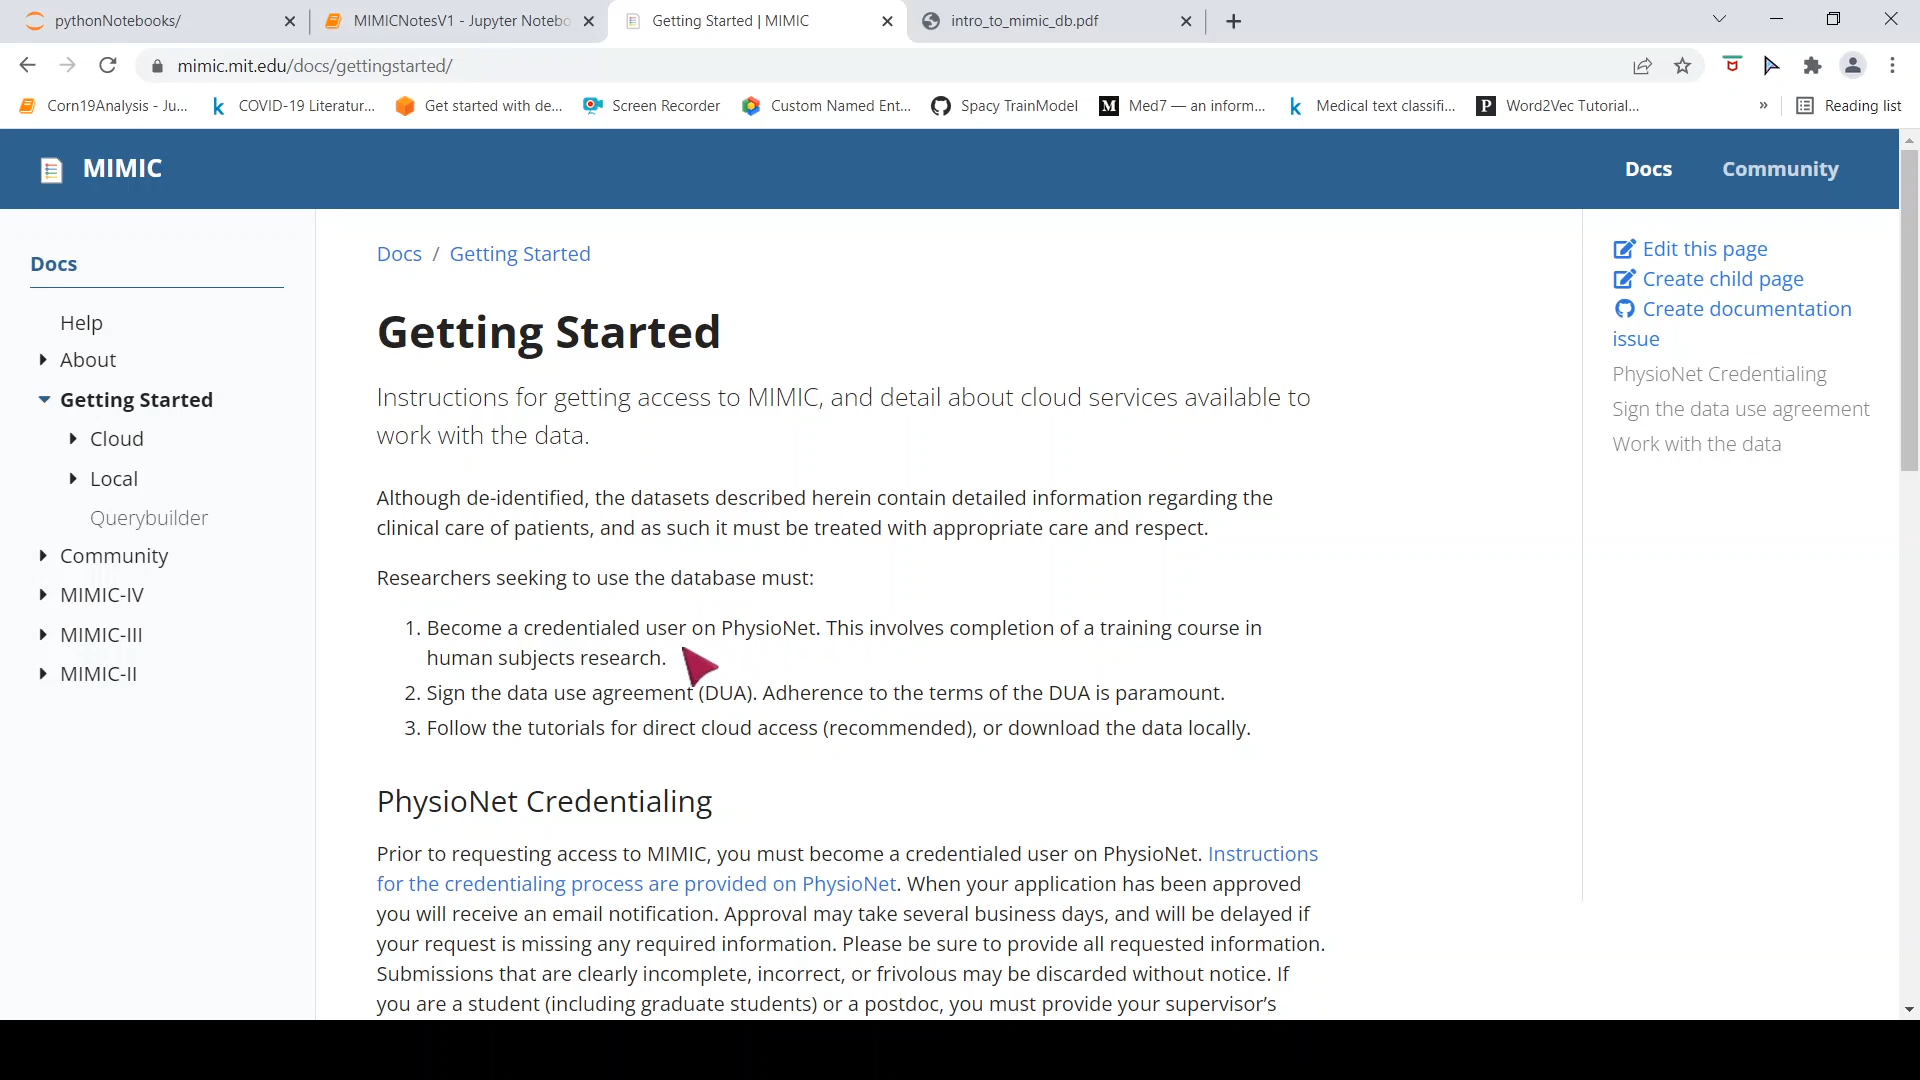 pythonNotebooks/
MIMICNotesV1 - Jupyter Notebo
Getting Started | MIMIC
intro_to_mimic_db.pdf
mimic.mit.edu/docs/gettingstarted/
Corn19Analysis - Ju...
COVID-19 Literatur...
Get started with de...
Screen Recorder
Custom Named Ent...
Spacy TrainModel
Med7 — an inform...
Medical text classifi...
Word2Vec Tutorial...
»
Reading list
MIMIC
Docs
Community
Docs
Help
About
Getting Started
Cloud
Local
Querybuilder
Community
MIMIC-IV
MIMIC-III
MIMIC-II
Docs / Getting Started
Getting Started
Instructions for getting access to MIMIC, and detail about cloud services available to
work with the data.
Although de-identified, the datasets described herein contain detailed information regarding the
clinical care of patients, and as such it must be treated with appropriate care and respect.
Researchers seeking to use the database must:
1. Become a credentialed user on PhysioNet. This involves completion of a training course in
human subjects research.
2. Sign the data use agreement (DUA). Adherence to the terms of the DUA is paramount.
3. Follow the tutorials for direct cloud access (recommended), or download the data locally.
PhysioNet Credentialing
Prior to requesting access to MIMIC, you must become a credentialed user on PhysioNet. Instructions
for the credentialing process are provided on PhysioNet. When your application has been approved
you will receive an email notification. Approval may take several business days, and will be delayed if
your request is missing any required information. Please be sure to provide all requested information.
Submissions that are clearly incomplete, incorrect, or frivolous may be discarded without notice. If
you are a student (including graduate students) or a postdoc, you must provide your supervisor's
Edit this page
Create child page
Create documentation
issue
PhysioNet Credentialing
Sign the data use agreement
Work with the data